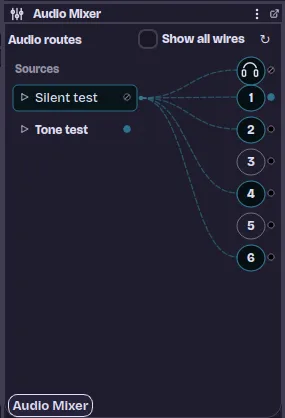 Audio Mixer
Audio routes
Show all wires
Sources
Silent test
1
Tone test
2
3
4
5
6
Audio Mixer